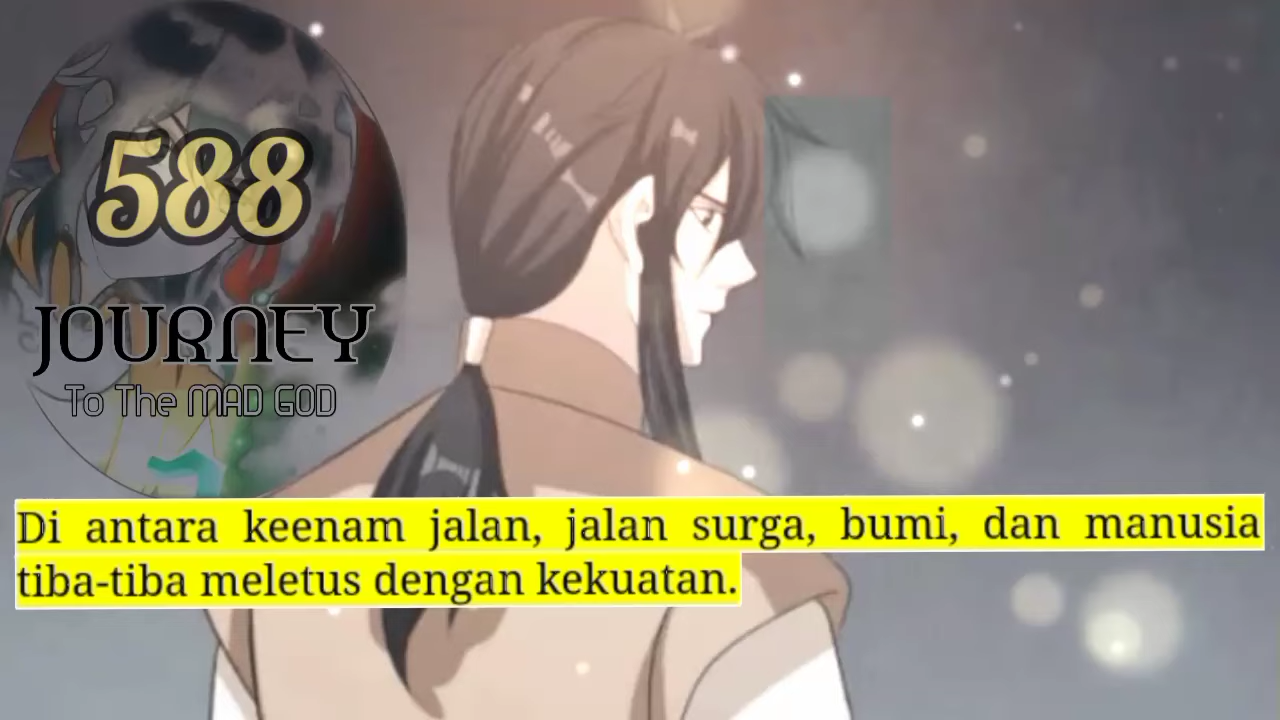 588
JOURNEY
To The MAD GOD
Di antara keenam jalan, jalan surga, bumi, dan manusia
tiba-tiba meletus dengan kekuatan.